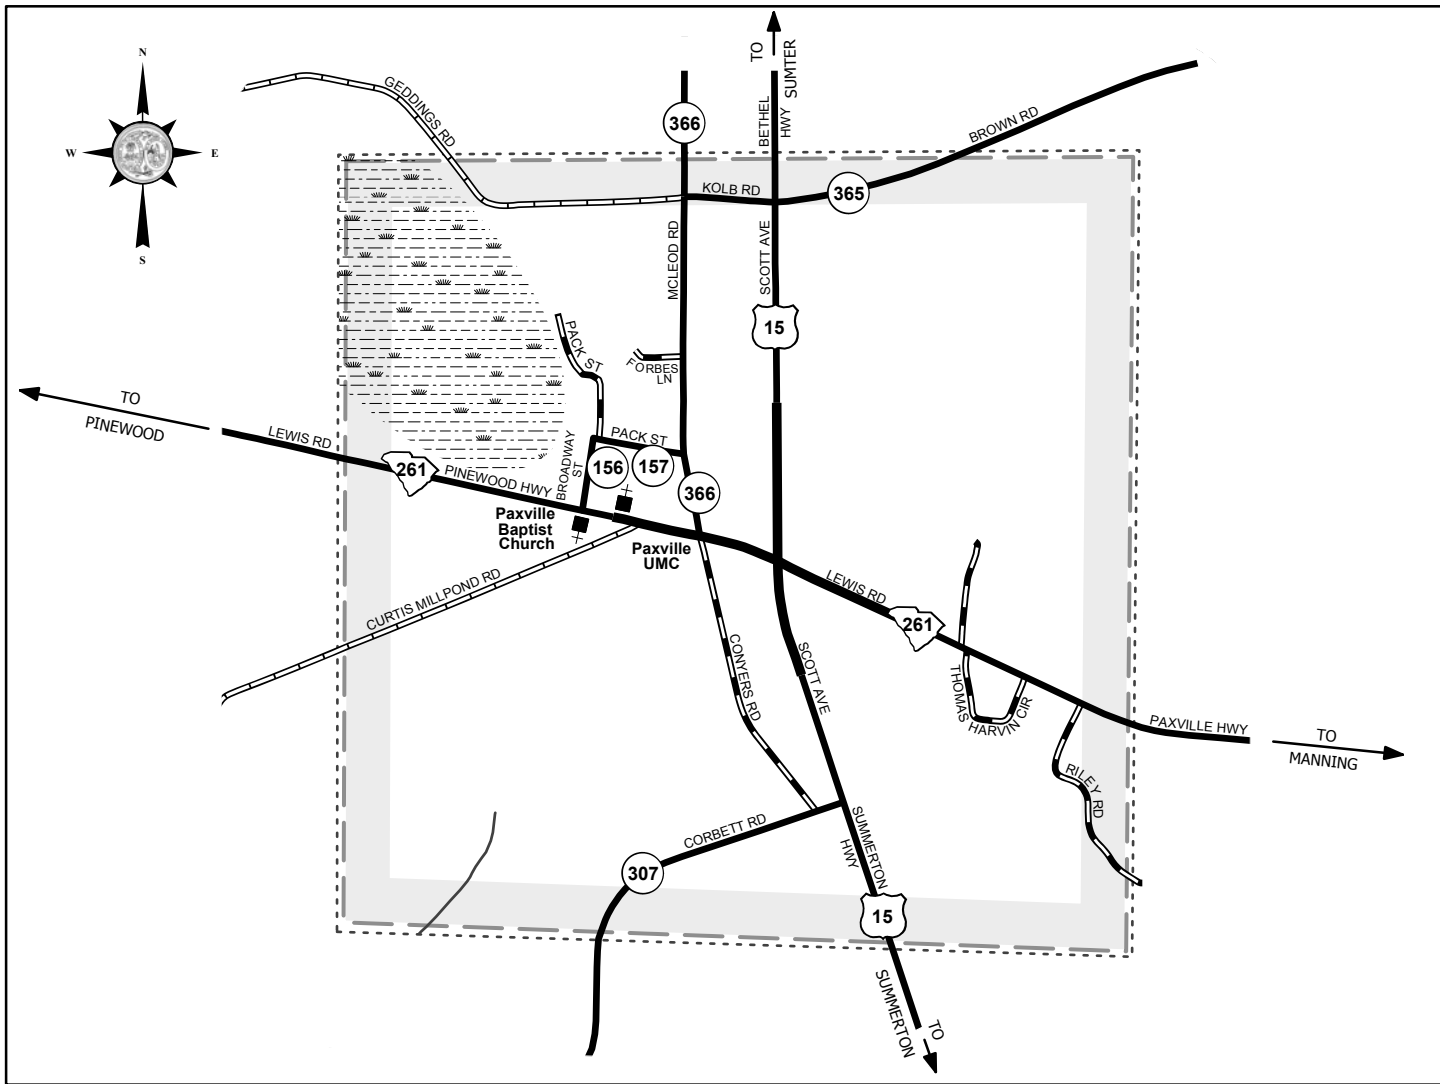 N
W
E
S
TO
SUMTER
BETHEL
HWY
GEDDINGS RD
366
BROWN RD
KOLB RD
365
MCLEOD RD
SCOTT AVE
15
PACK ST
FORBES
LN
TO
PINEWOOD
LEWIS RD
261
PINEWOOD HWY
BROADWAY
ST
PACK ST
156
157
366
Paxville
Baptist
Church
Paxville
UMC
CURTIS MILLPOND RD
LEWIS RD
261
CONYERS RD
SCOTT AVE
THOMAS
HARVIN CIR
PAXVILLE HWY
TO
MANNING
RILEY RD
CORBETT RD
307
SUMMERTON
HWY
15
TO
SUMMERTON